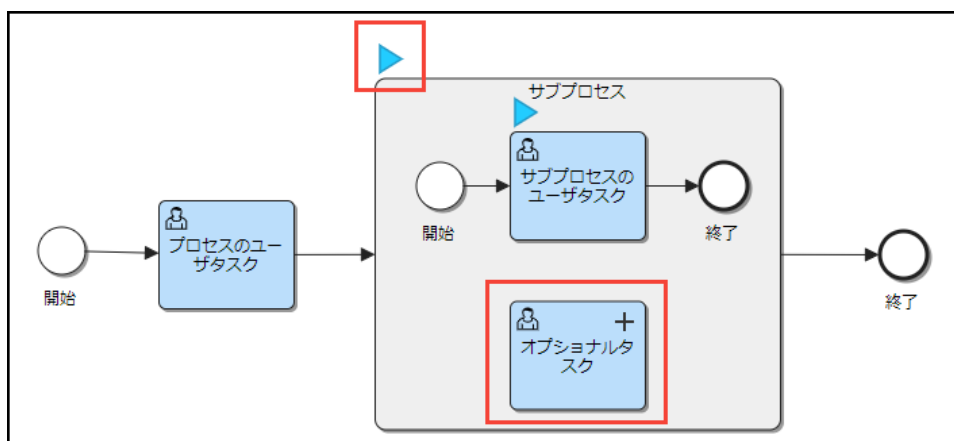 サブプロセス
サブプロセスの
ユーザタスク
開始
終了
プロセスのユー
ザタスク
開始
終了
オプショナルタ
スク